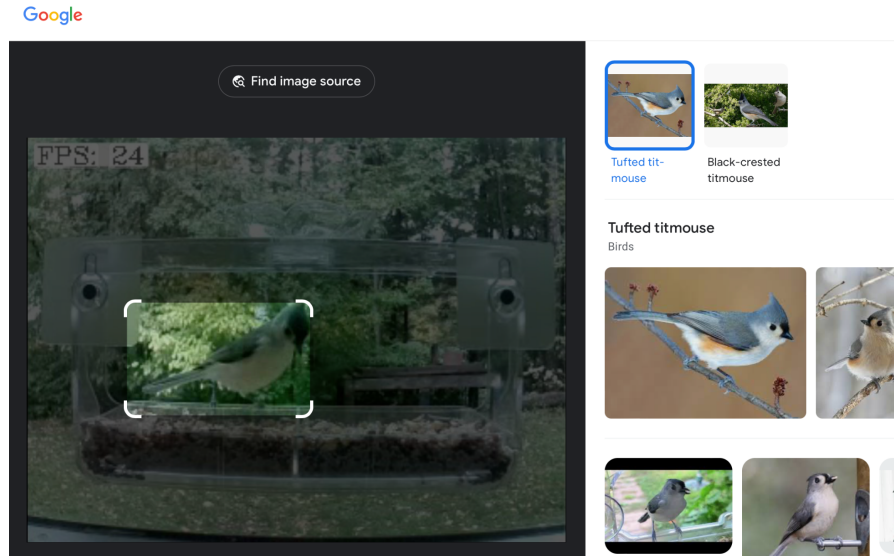 Google
Find image source
FPS: 24
Tufted tit-
mouse
Black-crested
titmouse
Tufted titmouse
Birds